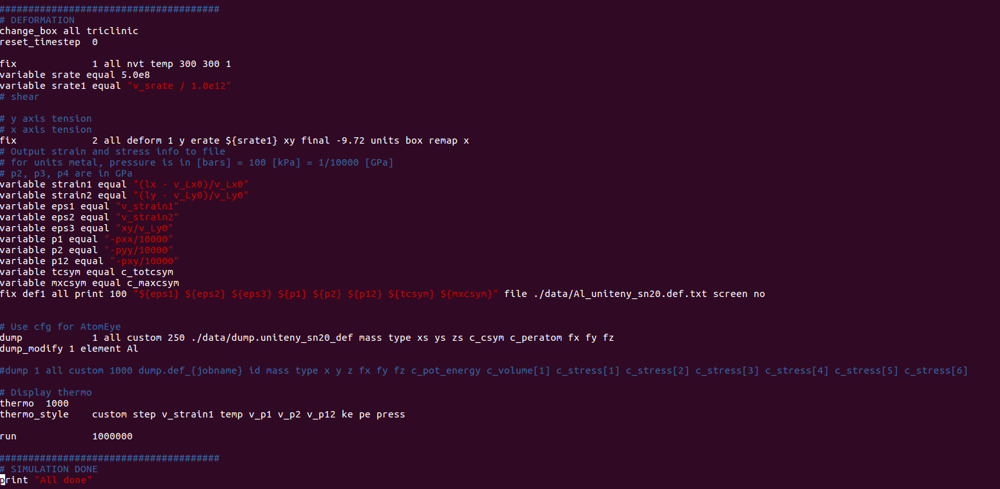 ######################################
# DEFORMATION
change_box all triclinic
reset_timestep  0
fix             1 all nvt temp 300 300 1
variable srate equal 5.0e8
variable srate1 equal "v_srate / 1.0e12"
# shear
# y axis tension
# x axis tension
fix             2 all deform 1 y erate ${srate1} xy final -9.72 units box remap x
# Output strain and stress info to file
# for units metal, pressure is in [bars] = 100 [kPa] = 1/10000 [GPa]
# p2, p3, p4 are in GPa
variable strain1 equal "(lx - v_Lx0)/v_Lx0"
variable strain2 equal "(ly - v_Ly0)/v_Ly0"
variable eps1 equal "v_strain1"
variable eps2 equal "v_strain2"
variable eps3 equal "xy/v_Ly0"
variable p1 equal "-pxx/10000"
variable p2 equal "-pyy/10000"
variable p12 equal "-pxy/10000"
variable tcsym equal c_totcsym
variable mxcsym equal c_maxcsym
fix def1 all print 100 "${eps1} ${eps2} ${eps3} ${p1} ${p2} ${p12} ${tcsym} ${mxcsym}" file ./data/Al_uniteny_sn20.def.txt screen no
# Use cfg for AtomEye
dump            1 all custom 250 ./data/dump.uniteny_sn20_def mass type xs ys zs c_csym c_peratom fx fy fz
dump_modify 1 element Al
#dump 1 all custom 1000 dump.def_{jobname} id mass type x y z fx fy fz c_pot_energy c_volume[1] c_stress[1] c_stress[2] c_stress[3] c_stress[4] c_stress[5] c_stress[6]
# Display thermo
thermo  1000
thermo_style    custom step v_strain1 temp v_p1 v_p2 v_p12 ke pe press
run             1000000
######################################
# SIMULATION DONE
print "All done"